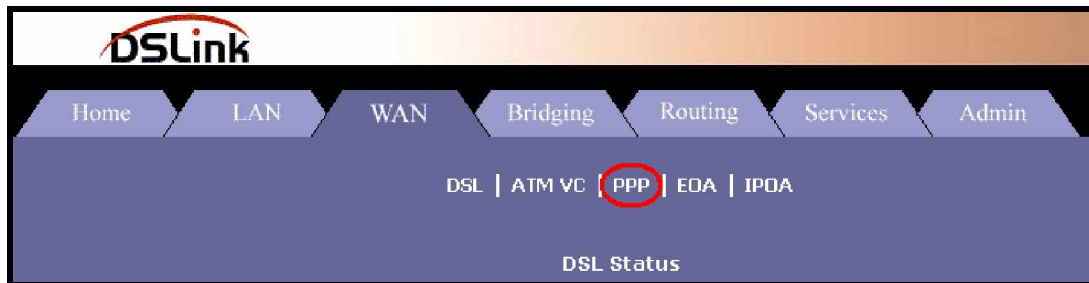 DSLink
Home LAN WAN Bridging Routing Services Admin
DSL | ATM VC | PPP | EOA | IPOA
DSL Status